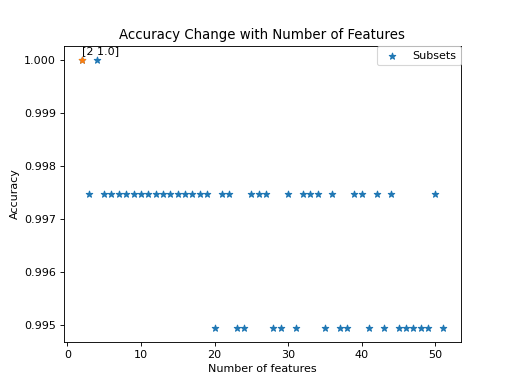 Accuracy Change with Number of Features
[2 1.0]
Subsets
1.000
0.999
0.998
0.997
0.996
0.995
Accuracy
0 10 20 30 40 50
Number of features